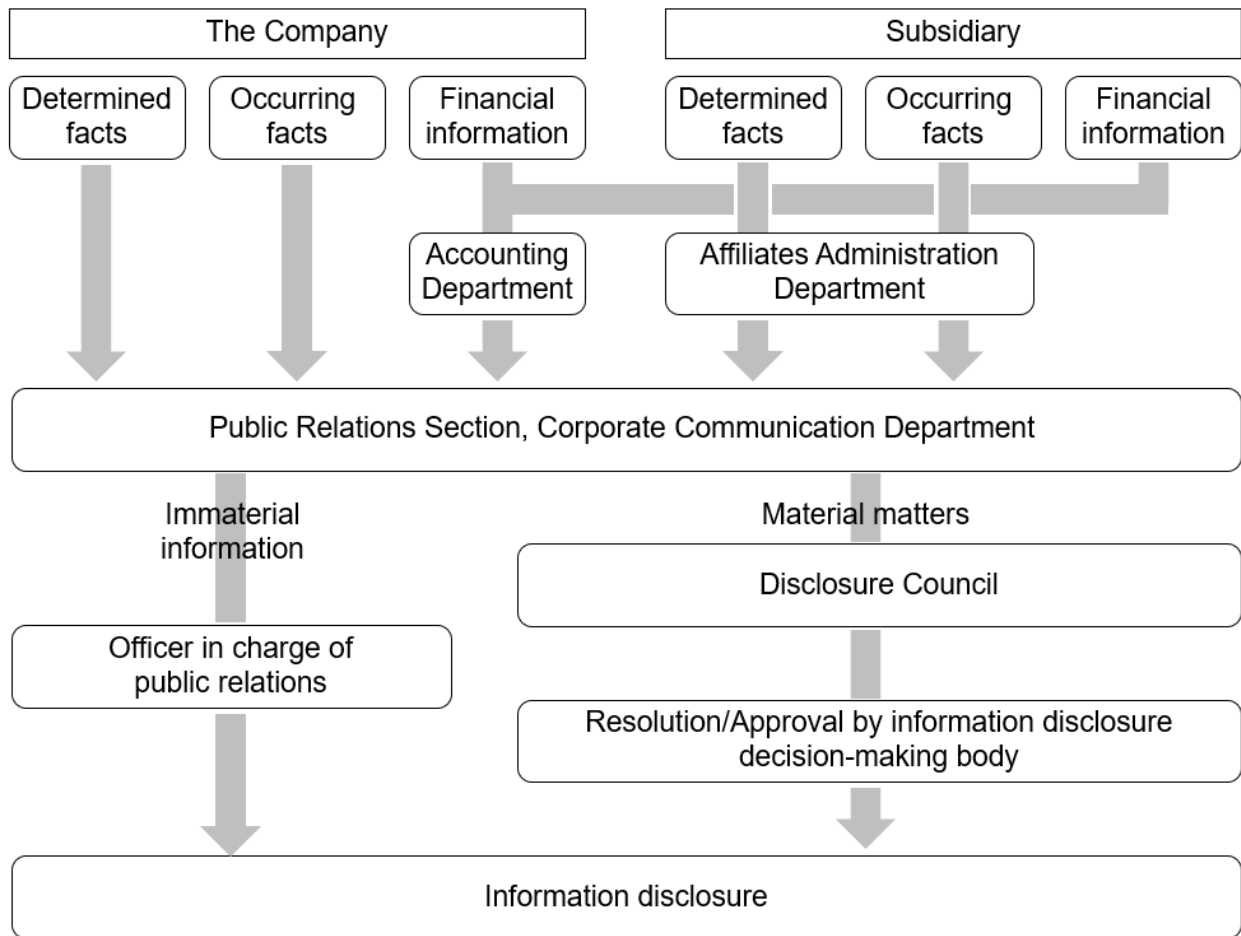 The Company
Subsidiary
Determined
facts
Occurring
facts
Financial
information
Determined
facts
Occurring
facts
Financial
information
Accounting
Department
Affiliates Administration
Department
Public Relations Section, Corporate Communication Department
Immaterial
information
Material matters
Disclosure Council
Officer in charge of
public relations
Resolution/Approval by information disclosure
decision-making body
Information disclosure